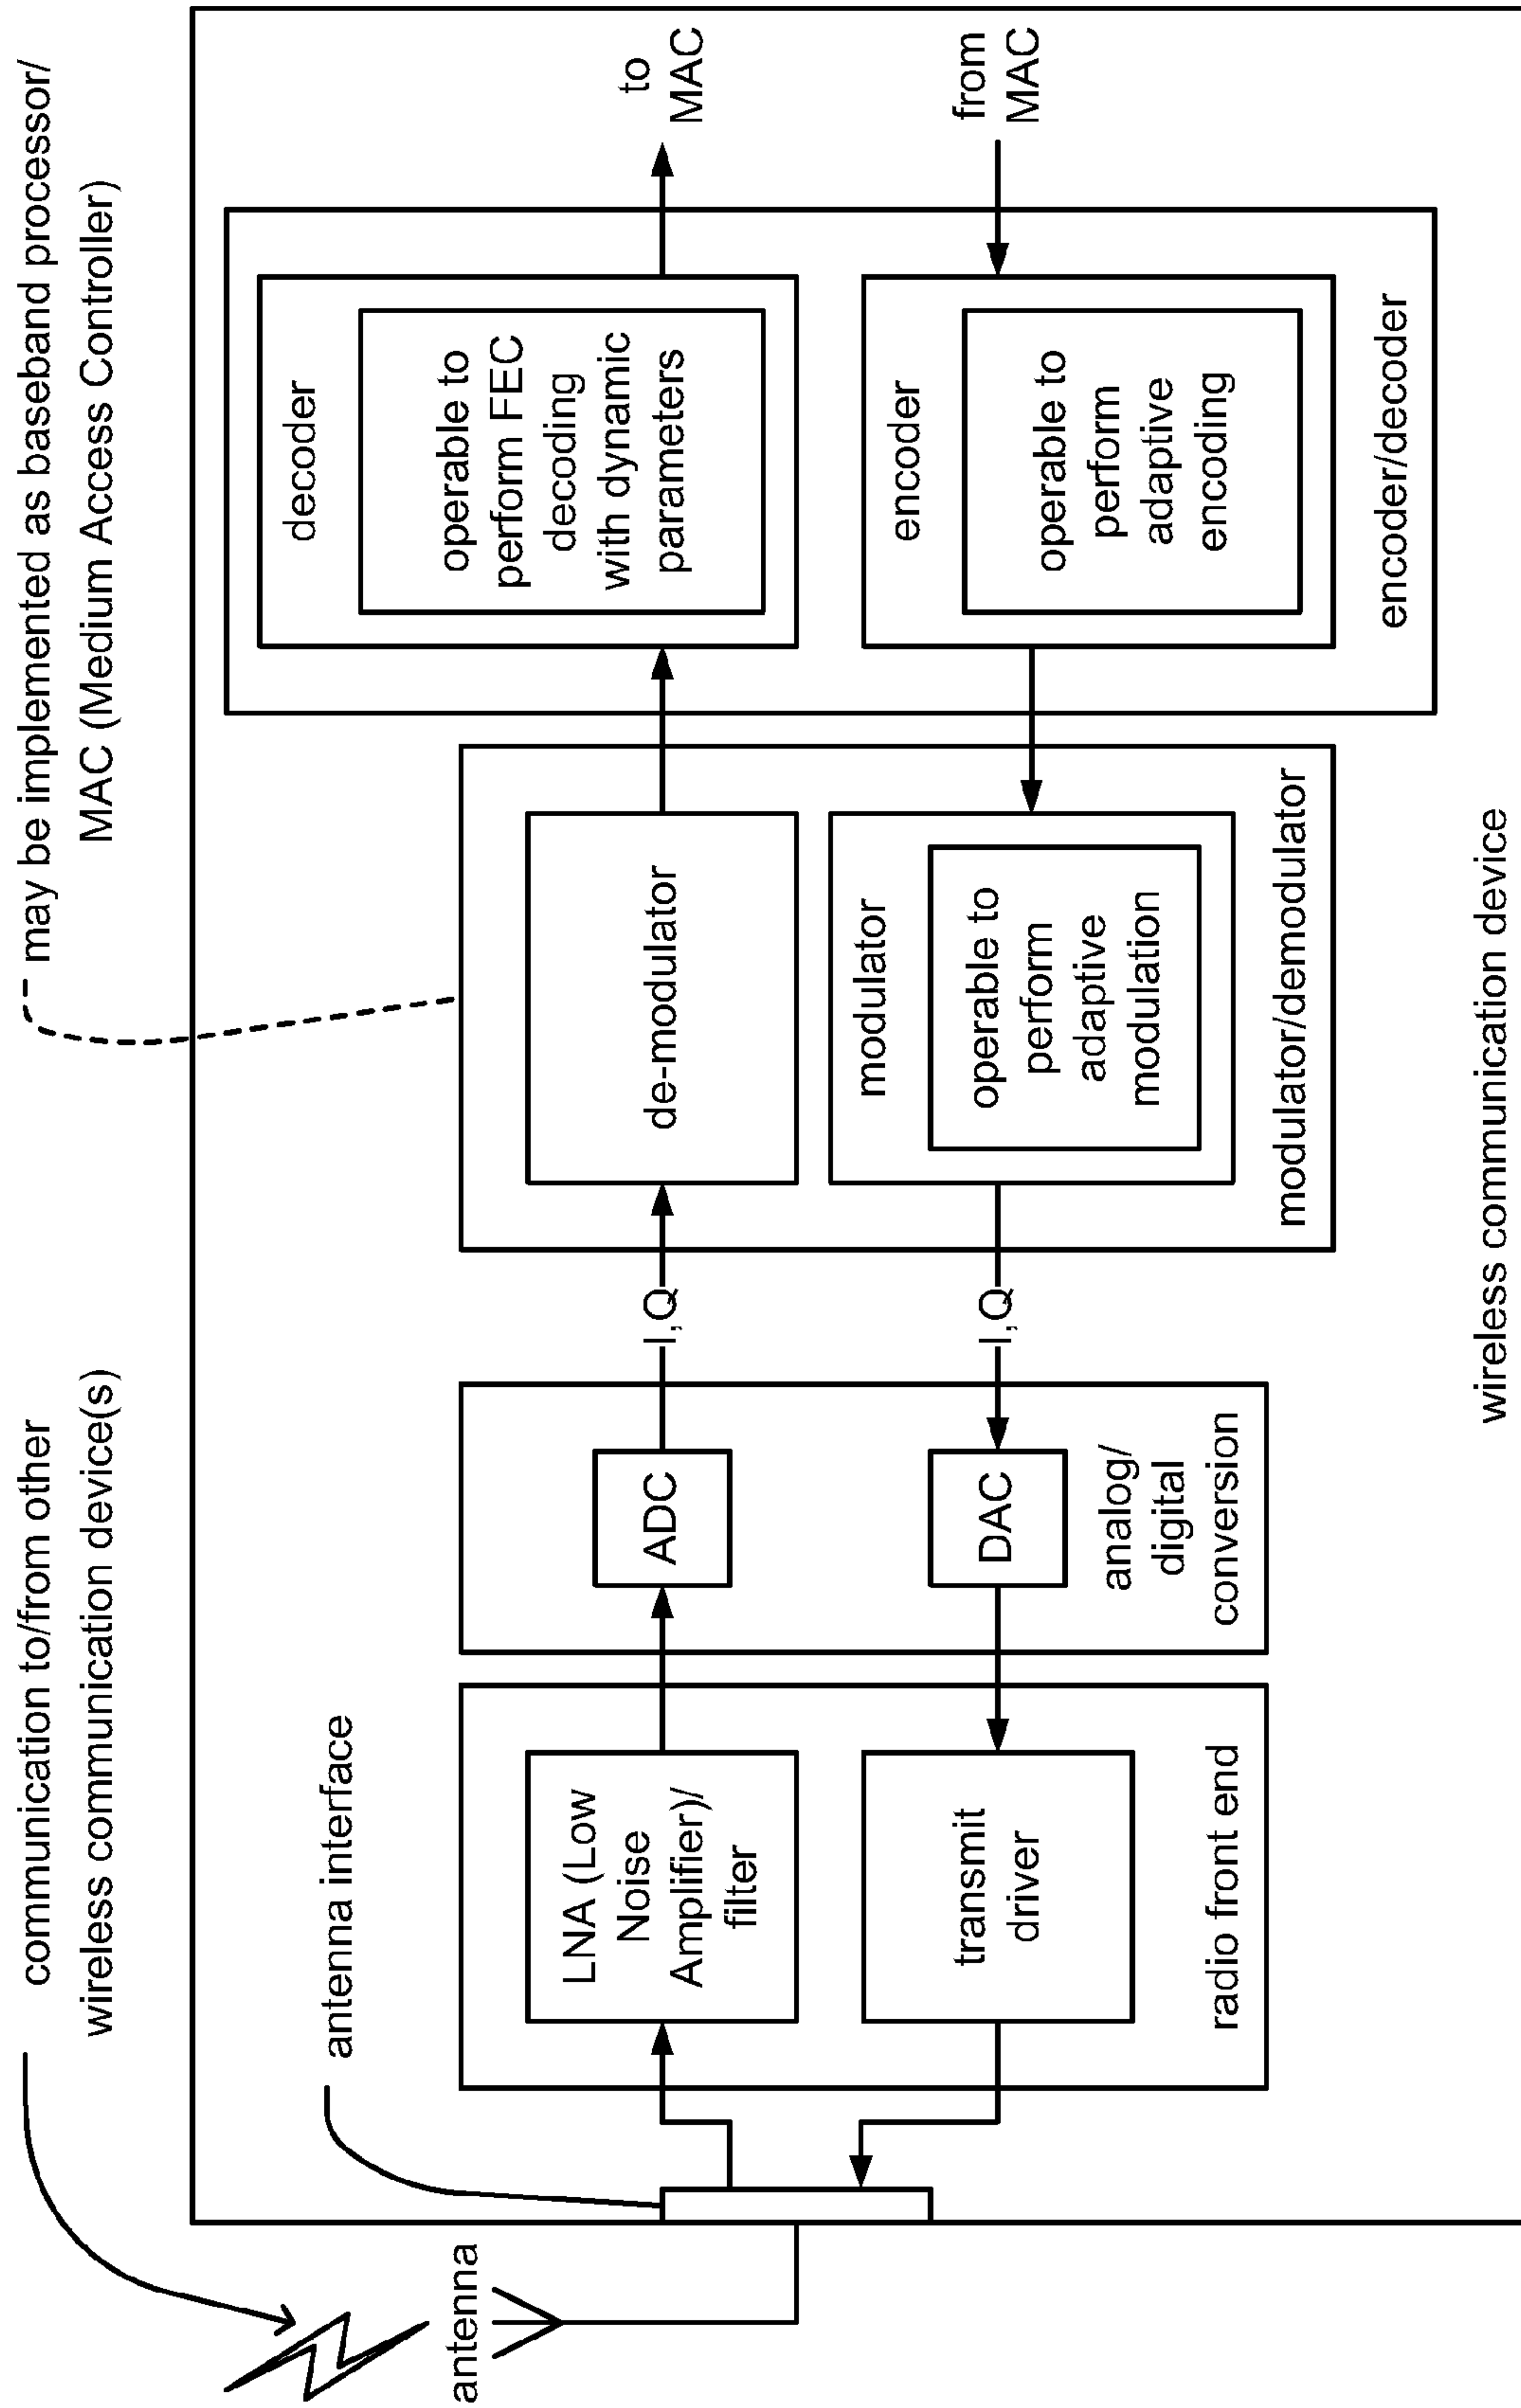 communication to/from other
wireless communication device(s)
may be implemented as baseband processor/
MAC (Medium Access Controller)
antenna
antenna interface
LNA (Low
Noise
Amplifier)/
filter
transmit
driver
radio front end
ADC
DAC
analog/
digital
conversion
I,Q
I,Q
de-modulator
modulator
operable to
perform
adaptive
modulation
modulator/demodulator
decoder
operable to
perform FEC
decoding
with dynamic
parameters
encoder
operable to
perform
adaptive
encoding
encoder/decoder
to
MAC
from
MAC
wireless communication device